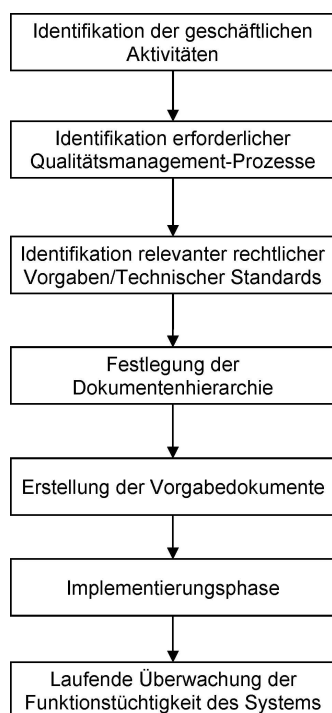 Identifikation der geschäftlichen
Aktivitäten
Identifikation erforderlicher
Qualitätsmanagement-Prozesse
Identifikation relevanter rechtlicher
Vorgaben/Technischer Standards
Festlegung der
Dokumentenhierarchie
Erstellung der Vorgabedokumente
Implementierungsphase
Laufende Überwachung der
Funktionstüchtigkeit des Systems